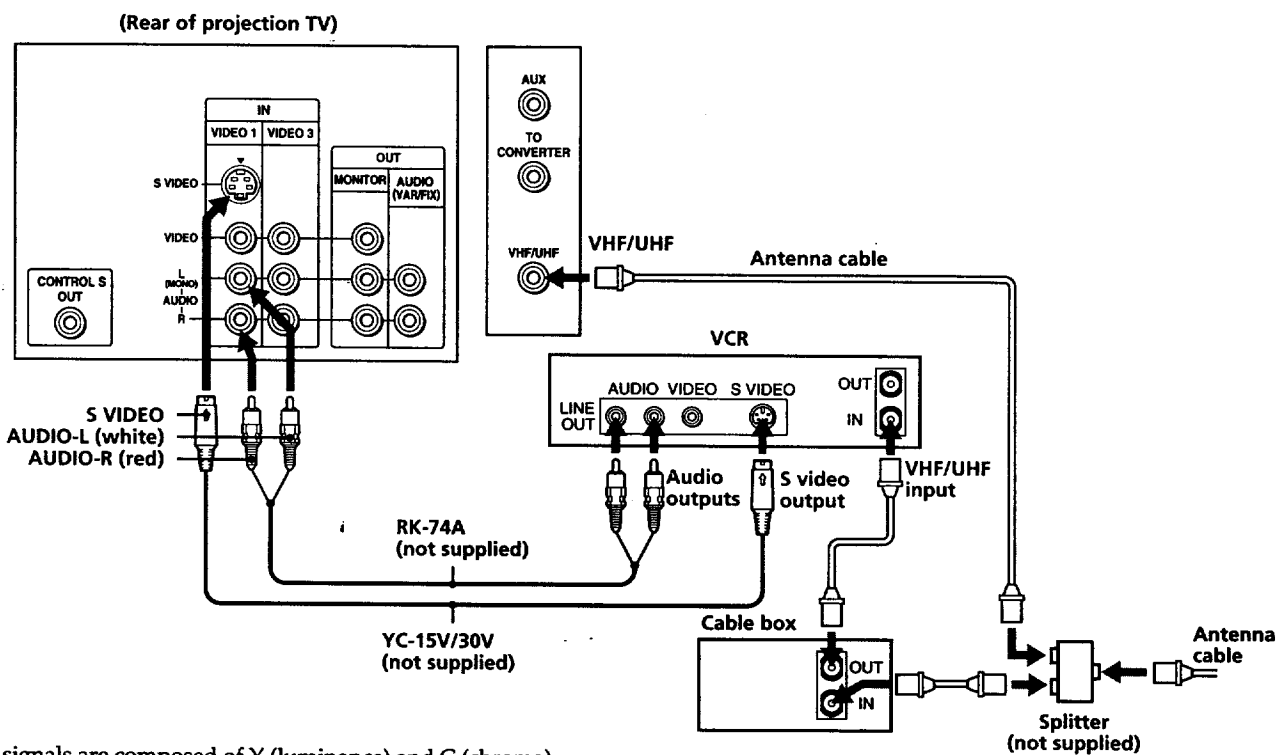 (Rear of projection TV)
IN
VIDEO 1
VIDEO 3
S VIDEO
VIDEO
L
(MONO)
AUDIO
R
OUT
MONITOR
AUDIO
(VAR/FIX)
CONTROL S
OUT
AUX
TO
CONVERTER
VHF/UHF
VHF/UHF
Antenna cable
VCR
LINE
OUT
AUDIO
VIDEO
S VIDEO
OUT
IN
S VIDEO
AUDIO-L (white)
AUDIO-R (red)
Audio
outputs
S video
output
VHF/UHF
input
RK-74A
(not supplied)
YC-15V/30V
(not supplied)
Cable box
OUT
IN
Antenna
cable
Splitter
(not supplied)
signals are composed of Y (luminance) and C (chroma)